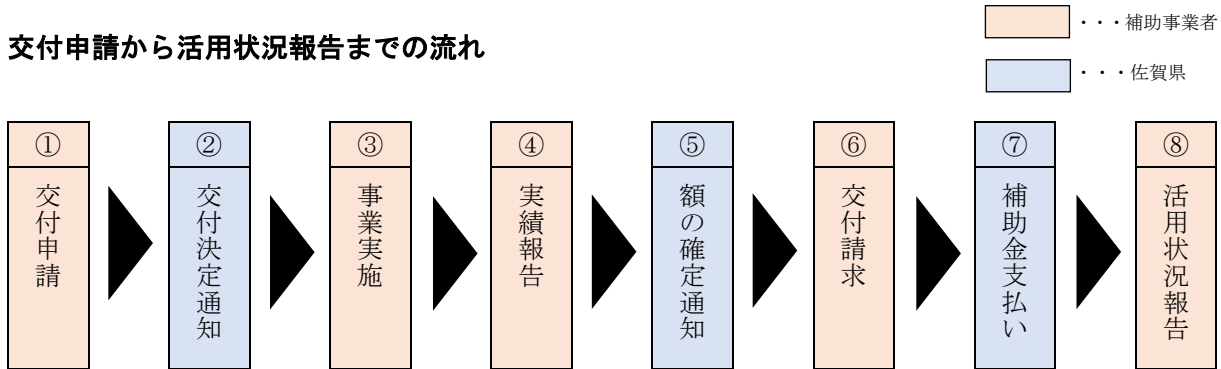 ・・・補助事業者
交付申請から活用状況報告までの流れ
・・・佐賀県
①
交付申請
②
交付決定通知
③
事業実施
④
実績報告
⑤
額の確定通知
⑥
交付請求
⑦
補助金支払い
⑧
活用状況報告